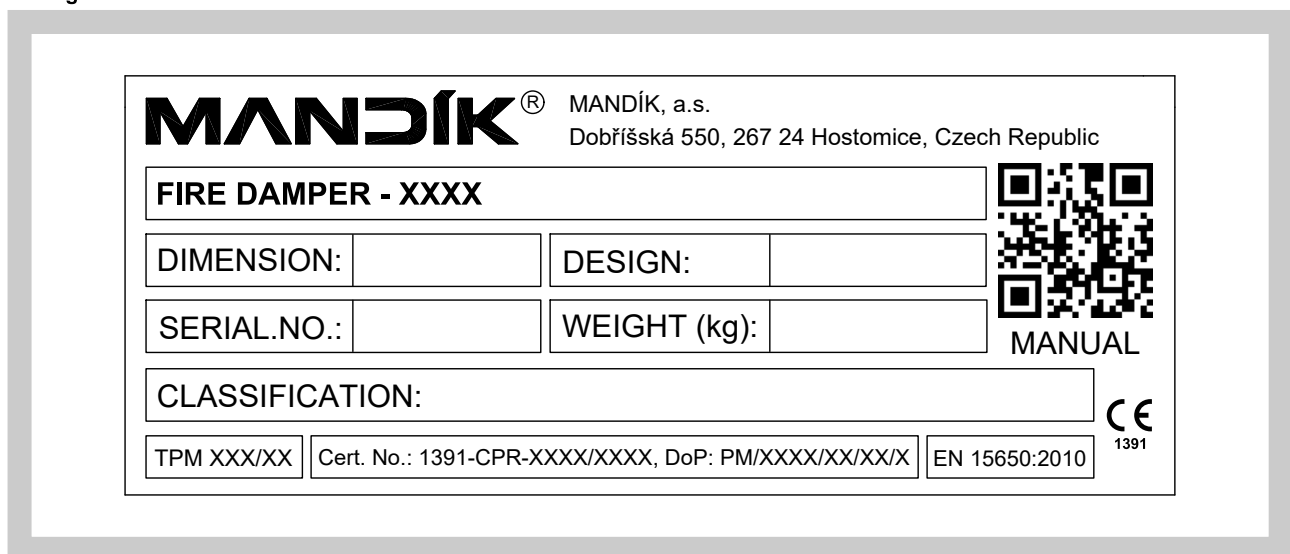 MANDÍK® MANDÍK, a.s.
Dobříšská 550, 267 24 Hostomice, Czech Republic
FIRE DAMPER - XXXX
DIMENSION: DESIGN:
SERIAL.NO.: WEIGHT (kg):
MANUAL
CLASSIFICATION:
CE
1391
TPM XXX/XX Cert. No.: 1391-CPR-XXXX/XXXX, DoP: PM/XXXX/XX/XX/X EN 15650:2010